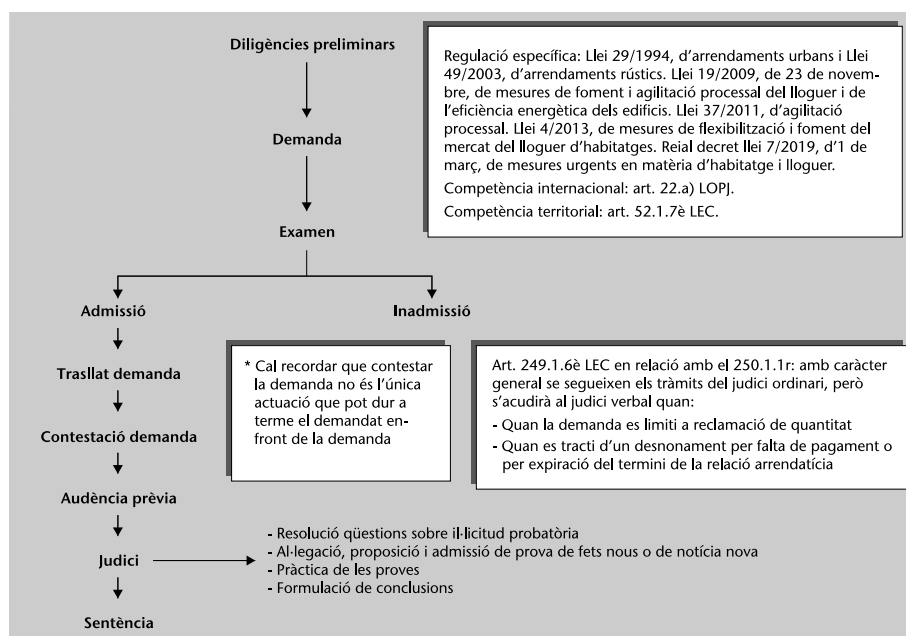 Diligències preliminars
Regulació específica: Llei 29/1994, d'arrendaments urbans i Llei
49/2003, d'arrendaments rústics. Llei 19/2009, de 23 de novem-
bre, de mesures de foment i agilitació processal del lloguer i de
l'eficiència energètica dels edificis. Llei 37/2011, d'agilitació
processal. Llei 4/2013, de mesures de flexibilització i foment del
mercat del lloguer d'habitatges. Reial decret llei 7/2019, d'1 de
març, de mesures urgents en matèria d'habitatge i lloguer.
Competència internacional: art. 22.a) LOPJ.
Competència territorial: art. 52.1.7è LEC.
Demanda
Examen
Admissió
Inadmissió
Trasllat demanda
Contestació demanda
Audència prèvia
Judici
Sentència
* Cal recordar que contestar
la demanda no és l'única
actuació que pot dur a
terme el demandat en-
front de la demanda
Art. 249.1.6è LEC en relació amb el 250.1.1r: amb caràcter
general se segueixen els tràmits del judici ordinari, però
s'acudirà al judici verbal quan:
- Quan la demanda es limiti a reclamació de quantitat
- Quan es tracti d'un desnonament per falta de pagament o
per expiració del termini de la relació arrendatícia
- Resolució qüestions sobre il·licitud probatòria
- Al·legació, proposició i admissió de prova de fets nous o de notícia nova
- Pràctica de les proves
- Formulació de conclusions